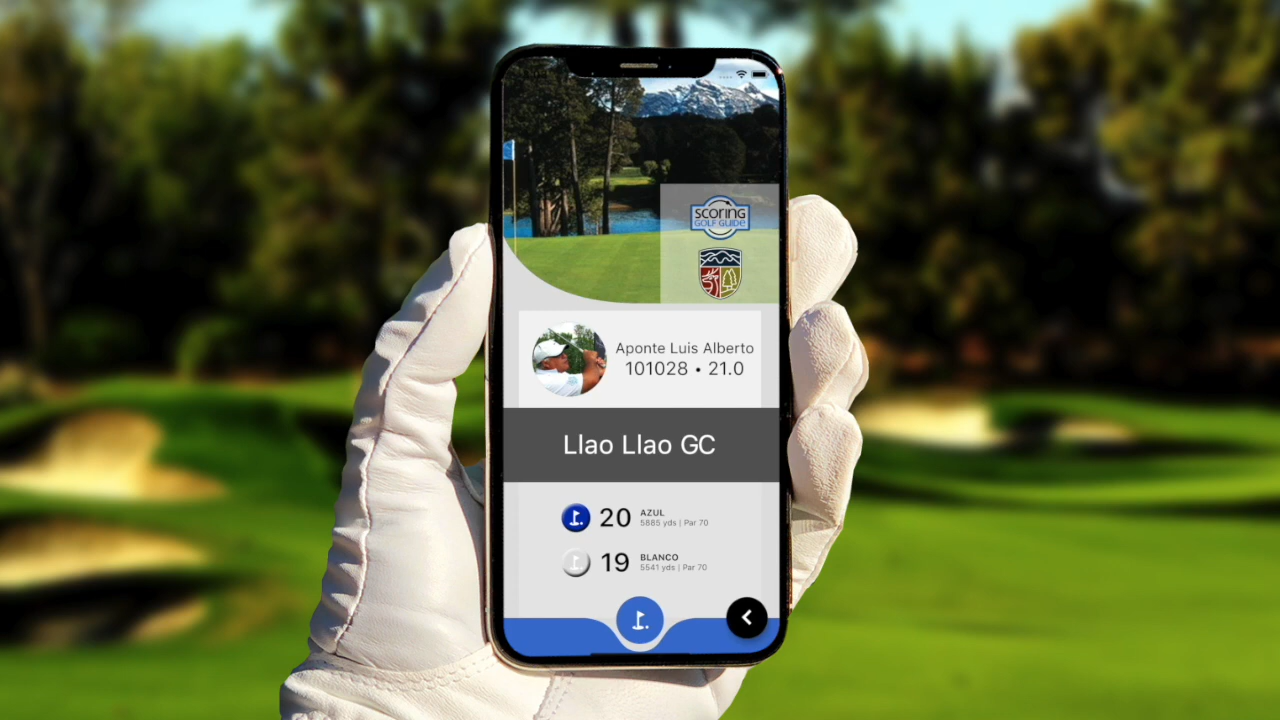 SCORING
GOLF GUIDE
Aponte Luis Alberto
101028 • 21.0
Llao Llao GC
20 AZUL
5885 yds | Par 70
19 BLANCO
5541 yds | Par 70